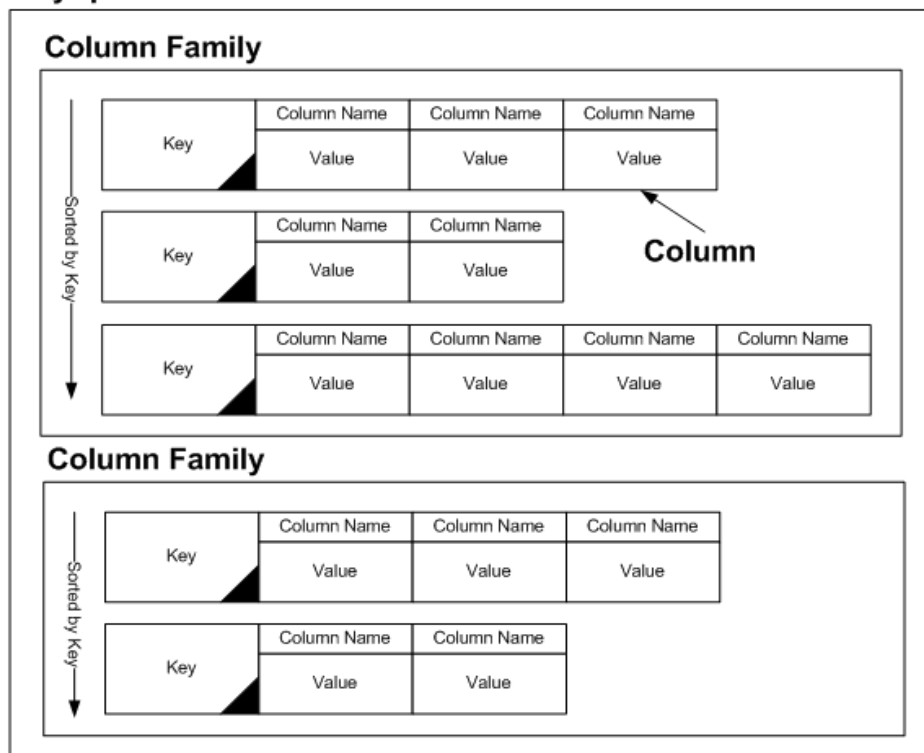 Column Family
Column Name Column Name Column Name
Key
Value Value Value
Sorted by Key
Column Name Column Name
Key
Value Value
Column
Column Name Column Name Column Name Column Name
Key
Value Value Value Value
Column Family
Column Name Column Name Column Name
Key
Value Value Value
Sorted by Key
Column Name Column Name
Key
Value Value